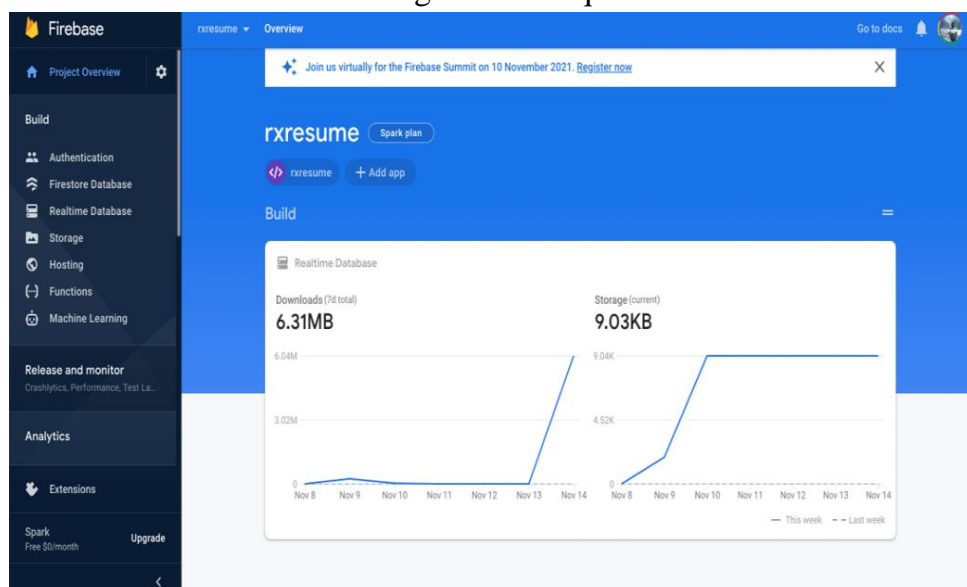 Firebase
rxresume
Overview
Go to docs
Project Overview
Join us virtually for the Firebase Summit on 10 November 2021. Register now
Build
Authentication
Firestore Database
Realtime Database
Storage
Hosting
Functions
Machine Learning
Release and monitor
Crashlytics, Performance, Test La...
Analytics
Extensions
Spark
Free $0/month
Upgrade
rxresume
Spark plan
rxresume
+ Add app
Build
Realtime Database
Downloads (7d total)
6.31MB
6.04M
3.02M
0
Nov 8 Nov 9 Nov 10 Nov 11 Nov 12 Nov 13 Nov 14
Storage (current)
9.03KB
9.04K
4.52K
0
Nov 8 Nov 9 Nov 10 Nov 11 Nov 12 Nov 13 Nov 14
This week
Last week